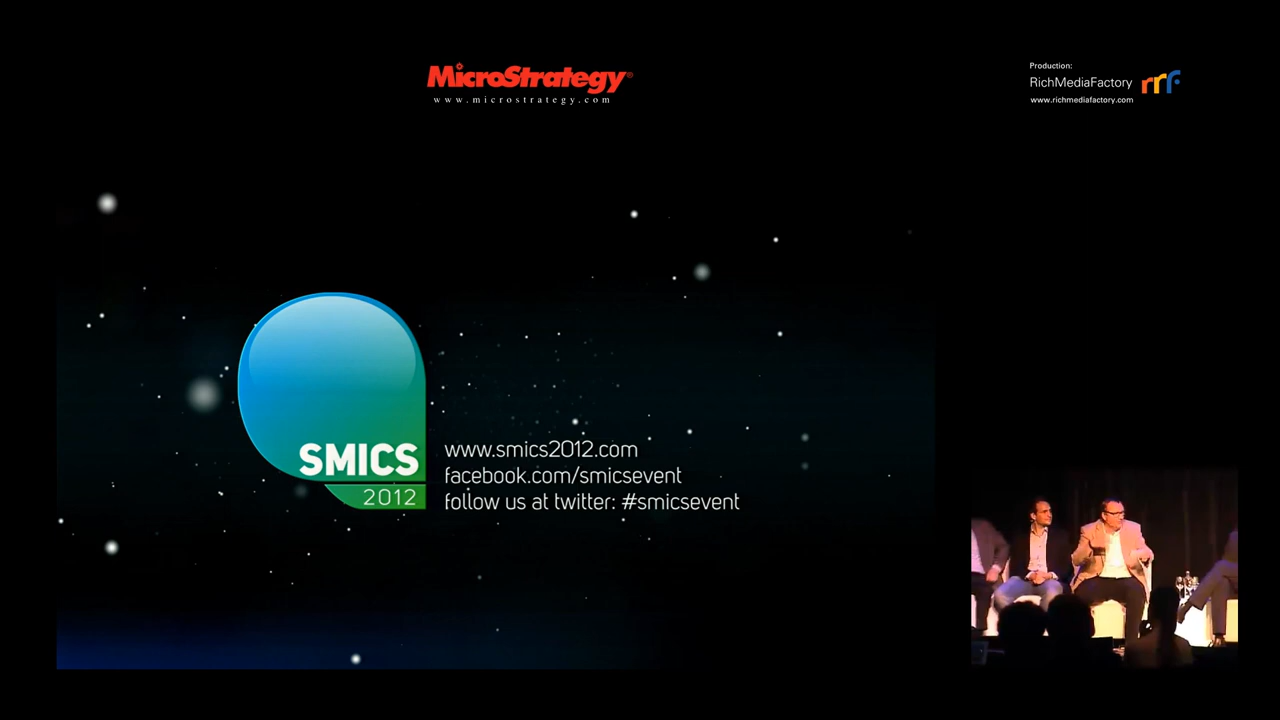 MicroStrategy®
www.microstrategy.com
Production:
RichMediaFactory
rrf
www.richmediafactory.com
SMICS
2012
www.smics2012.com
facebook.com/smicsevent
follow us at twitter: #smicsevent